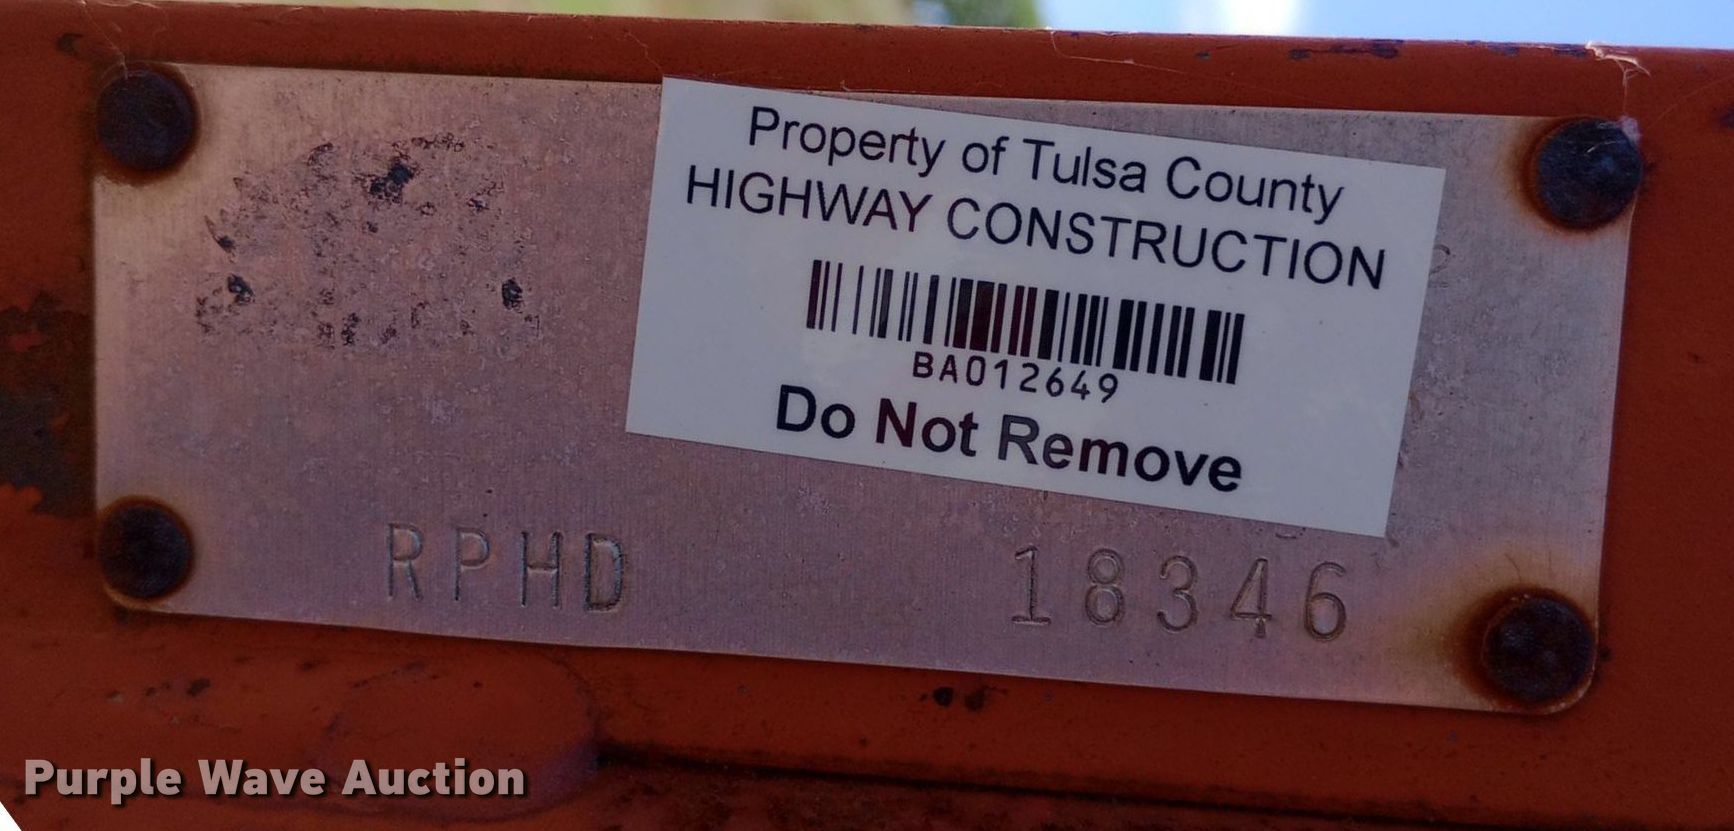 Property of Tulsa County
HIGHWAY CONSTRUCTION
BA012649
Do Not Remove
RPHD 18346
Purple Wave Auction